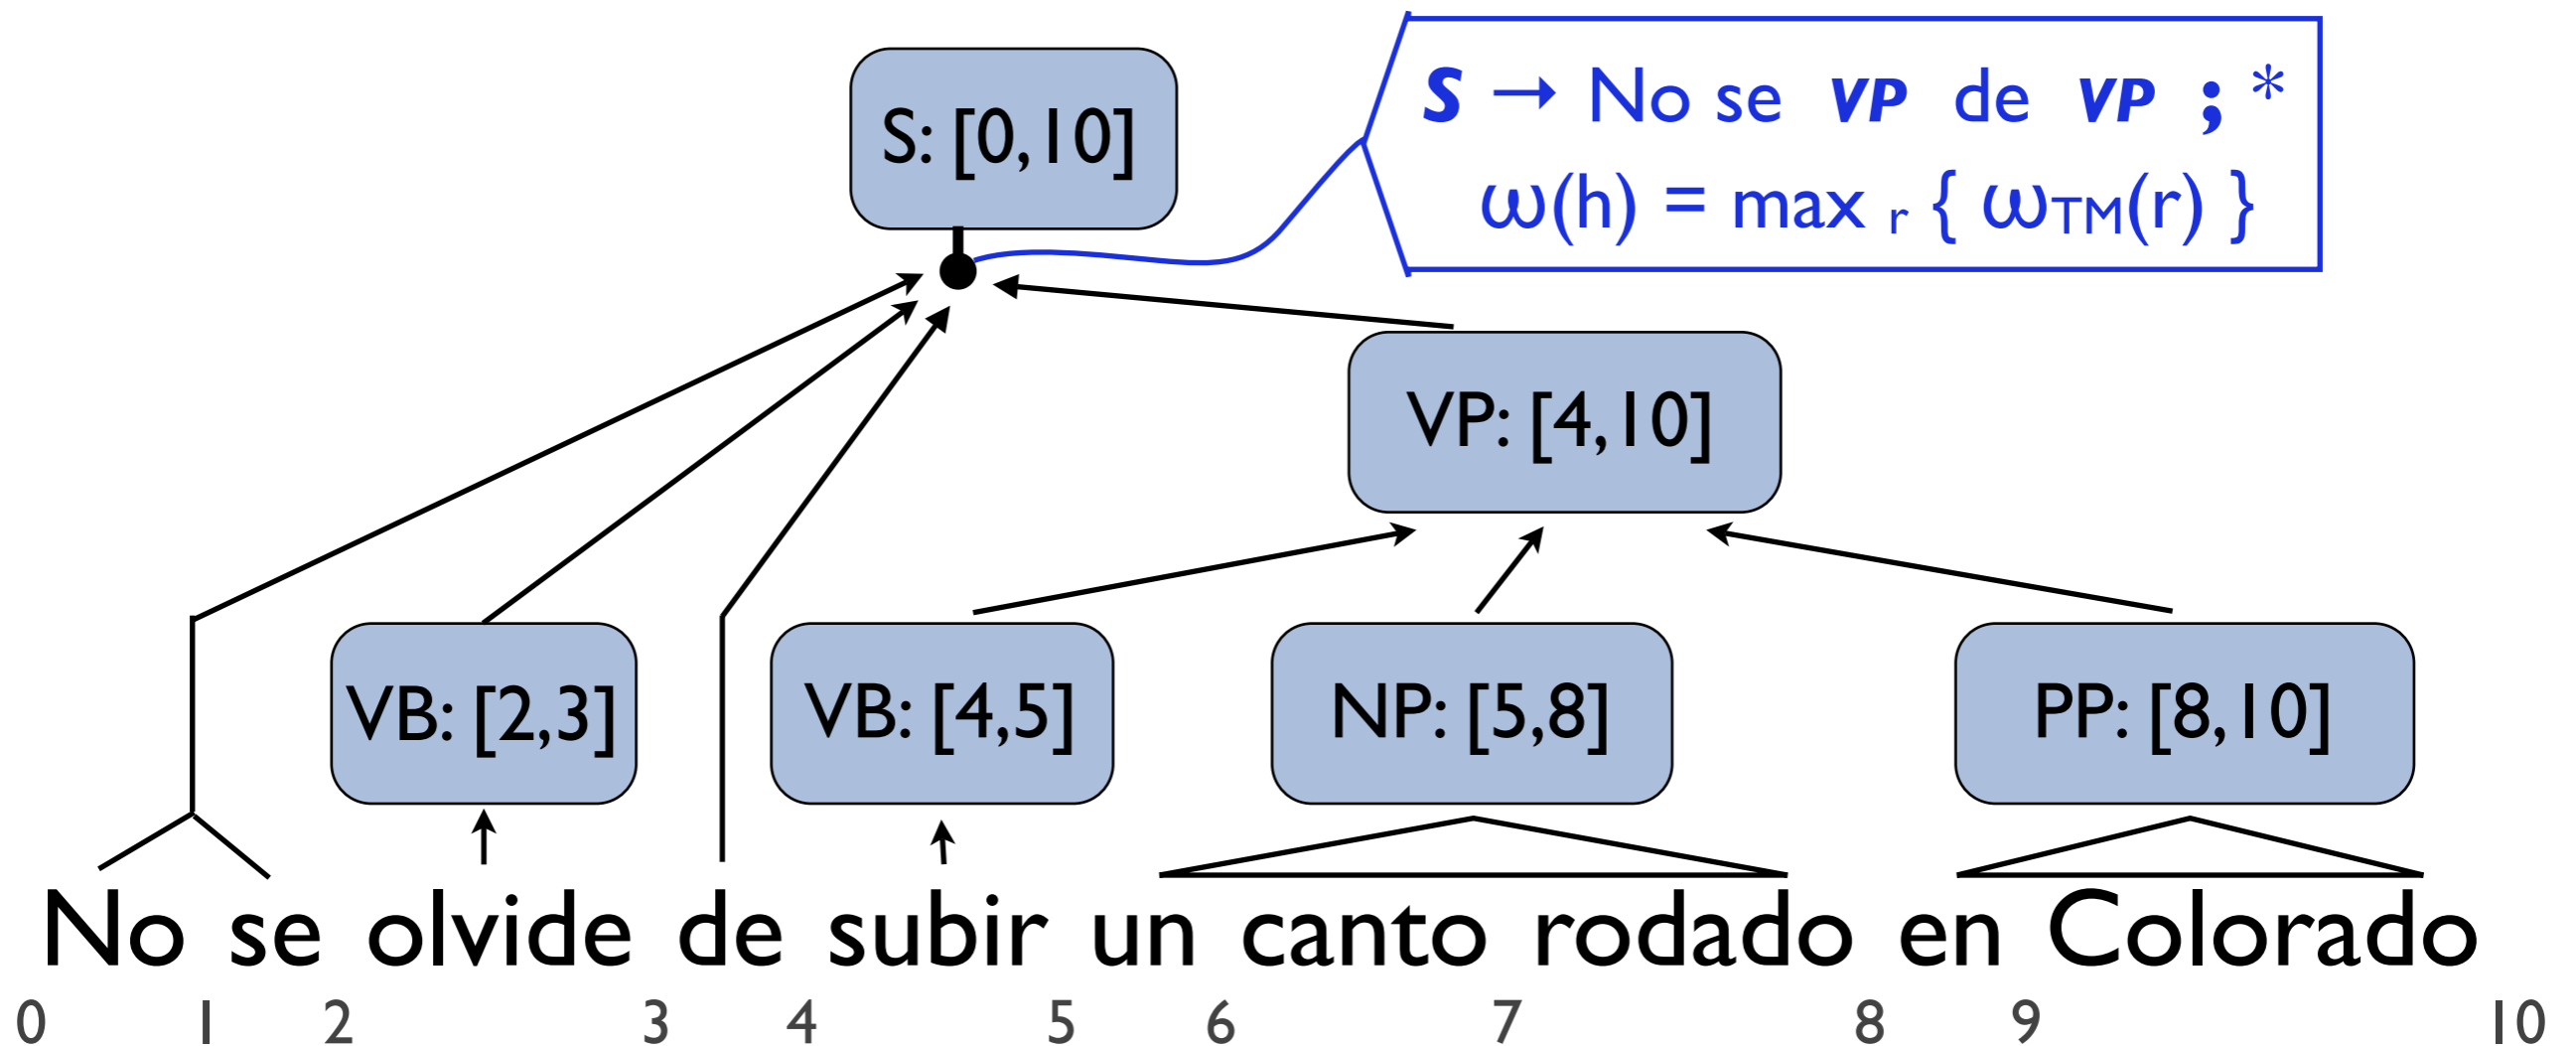 S: [0,10]
S → No se VP de VP ; *
ω(h) = max r { ωTM(r) }
VP: [4,10]
VB: [2,3]
VB: [4,5]
NP: [5,8]
PP: [8,10]
No se olvide de subir un canto rodado en Colorado
0 1 2 3 4 5 6 7 8 9 10